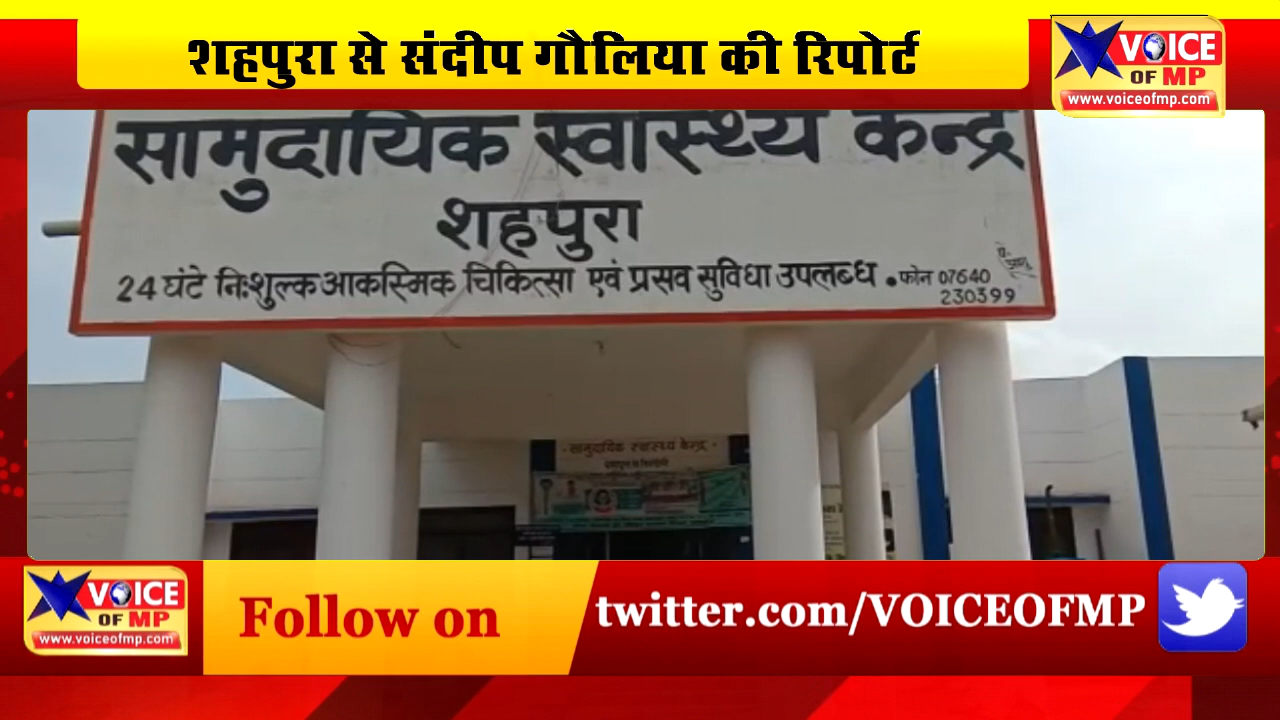 शहपुरा से संदीप गौलिया की रिपोर्ट
VOICE
OF MP
www.voiceofmp.com
सामुदायिक स्वास्थ्य केन्द्र
शहपुरा
24 घंटे निःशुल्क आकस्मिक चिकित्सा एवं प्रसव सुविधा उपलब्ध • फोन 07640
230399
- सामुदायिक स्वास्थ्य केन्द्र -
VOICE
OF MP
www.voiceofmp.com
Follow on
twitter.com/VOICEOFMP